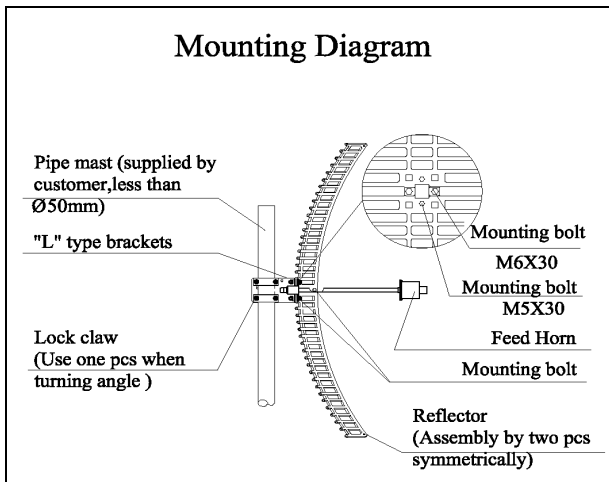 Mounting Diagram
Pipe mast (supplied by
customer,less than
Ø50mm)
"L" type brackets
Lock claw
(Use one pcs when
turning angle )
Mounting bolt
M6X30
Mounting bolt
M5X30
Feed Horn
Mounting bolt
Reflector
(Assembly by two pcs
symmetrically)